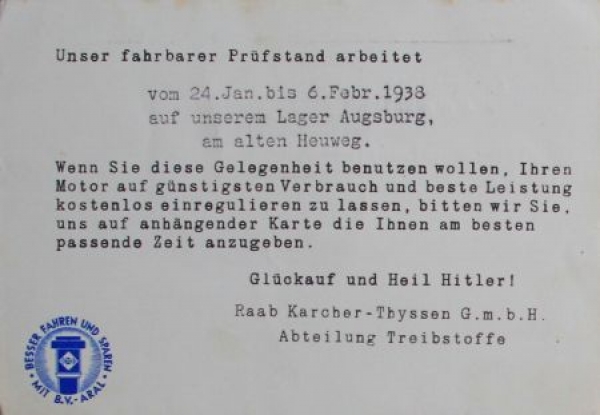 Unser fahrbarer Prüfstand arbeitet
vom 24.Jan.bis 6.Febr.1938
auf unserem Lager Augsburg,
am alten Heuweg.
Wenn Sie diese Gelegenheit benutzen wollen, Ihren
Motor auf günstigsten Verbrauch und beste Leistung
kostenlos einregulieren zu lassen, bitten wir Sie,
uns auf anhängender Karte die Ihnen am besten
passende Zeit anzugeben.
Glückauf und Heil Hitler!
Raab Karcher-Thyssen G.m.b.H.
Abteilung Treibstoffe
BESSER FAHREN UND SPAREN
• MIT B.V.-ARAL •